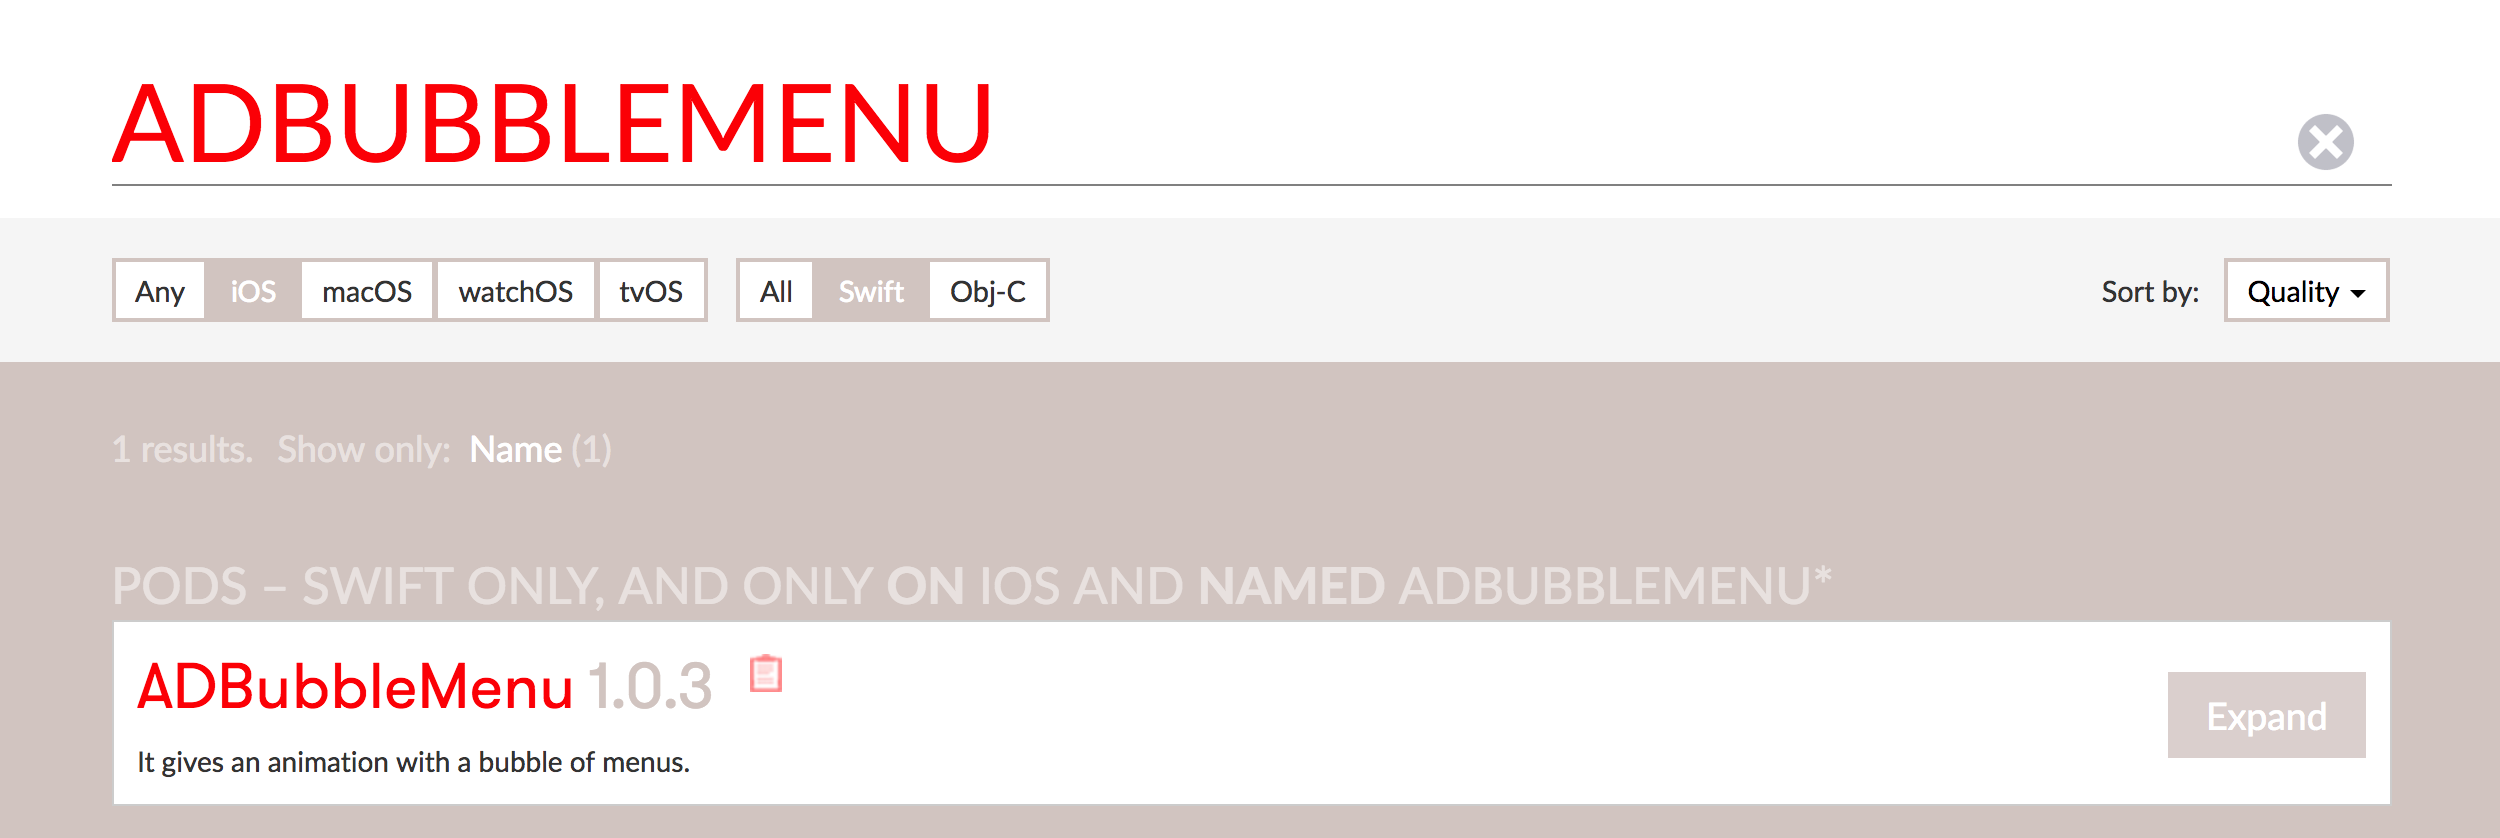 ADBUBBLEMENU
Any iOS macOS watchOS tvOS All Swift Obj-C Sort by: Quality
1 results. Show only: Name (1)
PODS – SWIFT ONLY, AND ONLY ON IOS AND NAMED ADBUBBLEMENU*
ADBubbleMenu 1.0.3
Expand
It gives an animation with a bubble of menus.